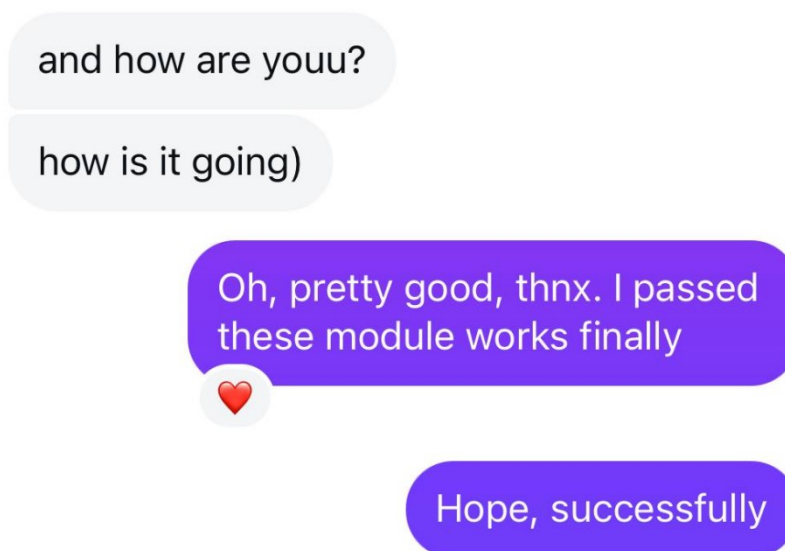 and how are youu?
how is it going)
Oh, pretty good, thnx. I passed
these module works finally
Hope, successfully